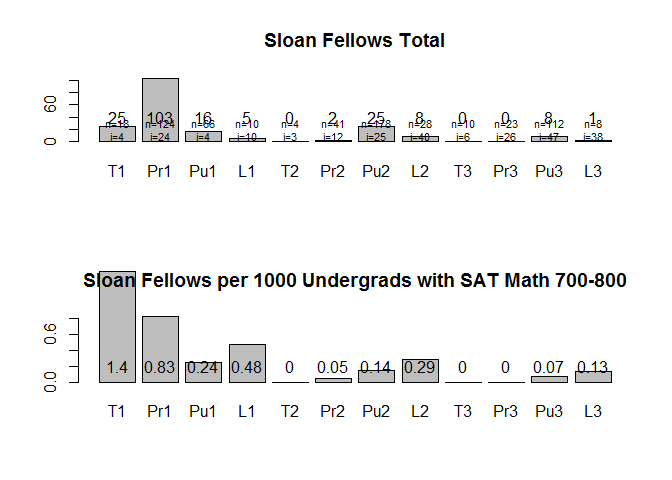 Sloan Fellows Total
60
0
25 103 16 5 0 2 25 8 0 0 8 1
n=18 n=124 n=66 n=10 n=4 n=41 n=178 n=28 n=10 n=23 n=112 n=8
i=4 i=24 i=4 i=10 i=3 i=12 i=25 i=40 i=6 i=26 i=47 i=38
T1 Pr1 Pu1 L1 T2 Pr2 Pu2 L2 T3 Pr3 Pu3 L3
Sloan Fellows per 1000 Undergrads with SAT Math 700-800
0.6
0.0
1.4 0.83 0.24 0.48 0 0.05 0.14 0.29 0 0 0.07 0.13
T1 Pr1 Pu1 L1 T2 Pr2 Pu2 L2 T3 Pr3 Pu3 L3